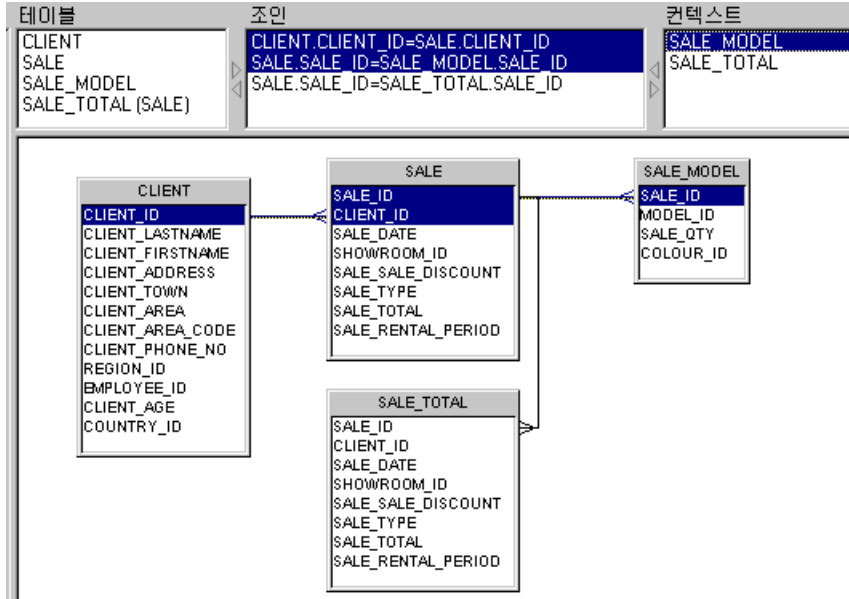 테이블
CLIENT
SALE
SALE_MODEL
SALE_TOTAL (SALE)
조인
CLIENT.CLIENT_ID=SALE.CLIENT_ID
SALE.SALE_ID=SALE_MODEL.SALE_ID
SALE.SALE_ID=SALE_TOTAL.SALE_ID
컨텍스트
SALE_MODEL
SALE_TOTAL
CLIENT
CLIENT_ID
CLIENT_LASTNAME
CLIENT_FIRSTNAME
CLIENT_ADDRESS
CLIENT_TOWN
CLIENT_AREA
CLIENT_AREA_CODE
CLIENT_PHONE_NO
REGION_ID
EMPLOYEE_ID
CLIENT_AGE
COUNTRY_ID
SALE
SALE_ID
CLIENT_ID
SALE_DATE
SHOWROOM_ID
SALE_SALE_DISCOUNT
SALE_TYPE
SALE_TOTAL
SALE_RENTAL_PERIOD
SALE_MODEL
SALE_ID
MODEL_ID
SALE_QTY
COLOUR_ID
SALE_TOTAL
SALE_ID
CLIENT_ID
SALE_DATE
SHOWROOM_ID
SALE_SALE_DISCOUNT
SALE_TYPE
SALE_TOTAL
SALE_RENTAL_PERIOD